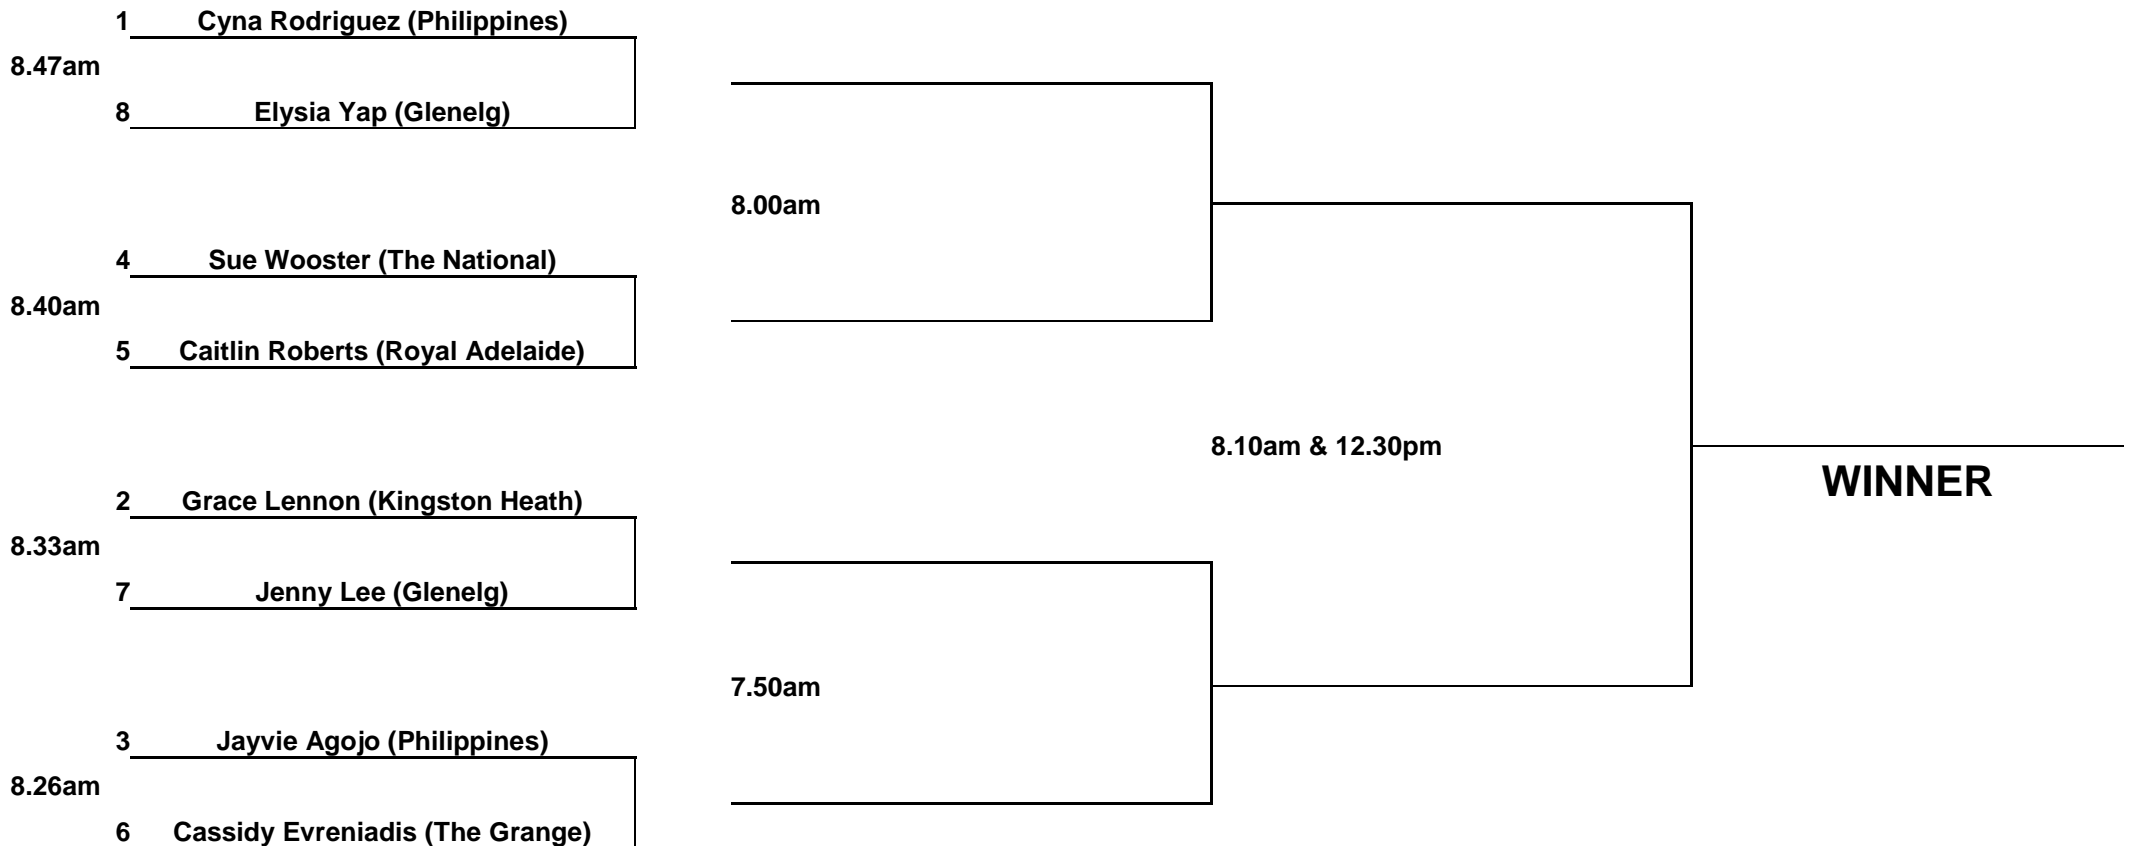 1 Cyna Rodriguez (Philippines)
8.47am
8 Elysia Yap (Glenelg)
8.00am
4 Sue Wooster (The National)
8.40am
5 Caitlin Roberts (Royal Adelaide)
8.10am & 12.30pm
WINNER
2 Grace Lennon (Kingston Heath)
8.33am
7 Jenny Lee (Glenelg)
7.50am
3 Jayvie Agojo (Philippines)
8.26am
6 Cassidy Evreniadis (The Grange)